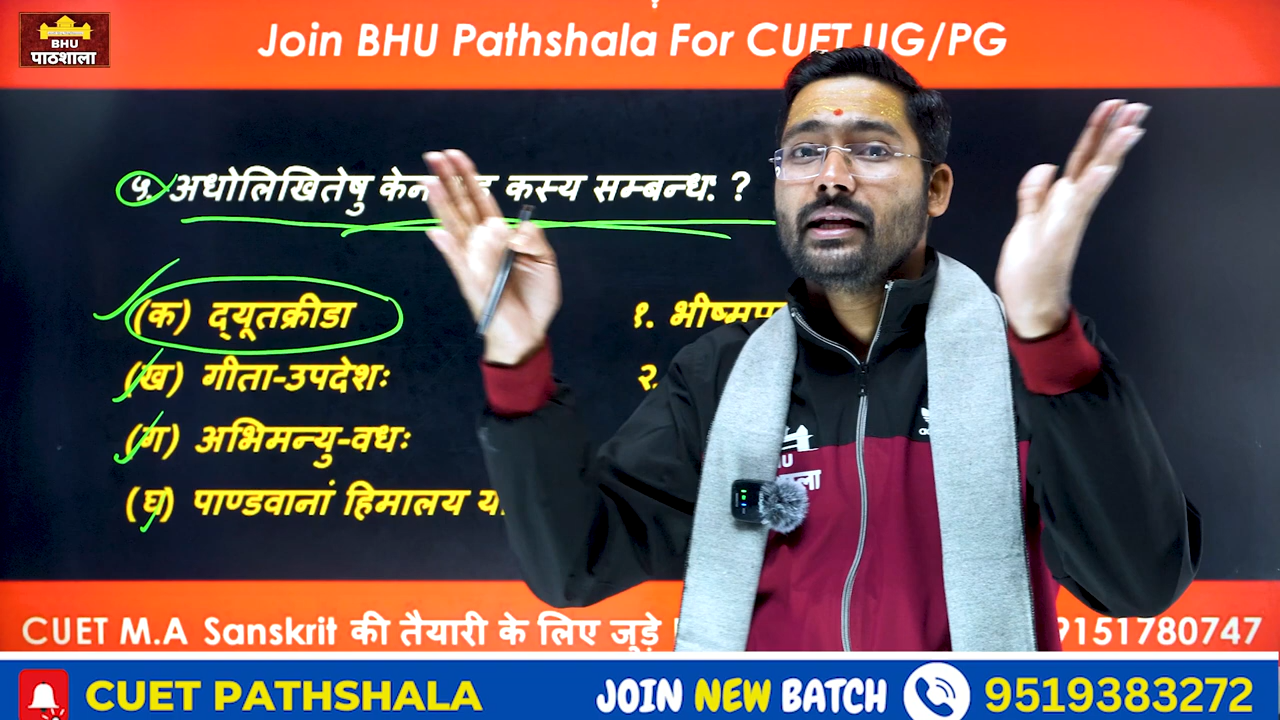 BHU
पाठशाला
Join BHU Pathshala For CUET UG/PG
५. अधोलिखितेषु कस्य सम्बन्धः ?
(क) द्यूतक्रीडा
१.
(ख) गीता-उपदेशः
२.
(ग) अभिमन्यु-वधः
(घ) पाण्डवानां हिमालय
CUET M.A Sanskrit की तैयारी के लिए जुड़े
9151780747
CUET PATHSHALA
JOIN NEW BATCH
9519383272